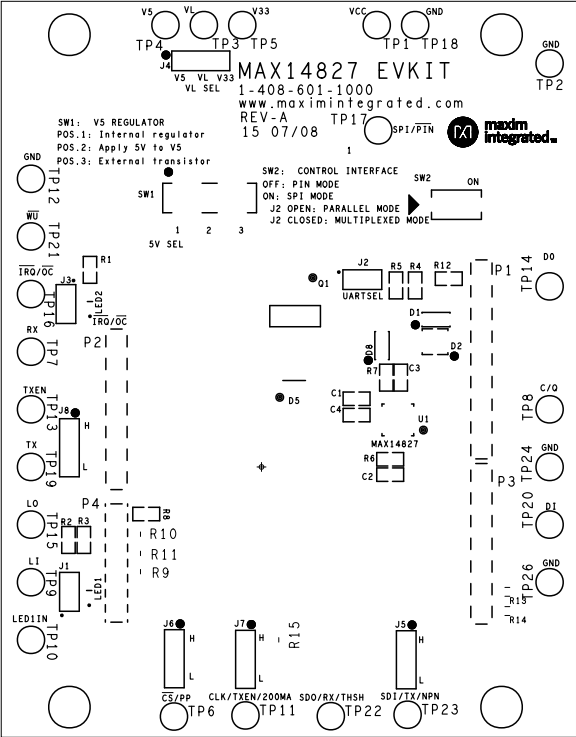 V5 VL V33 VCC GND
TP4 TP3 TP5 TP1 TP18
GND
TP2
J4
V5 VL V33
VL SEL
MAX14827 EVKIT
1-408-601-1000
www.maximintegrated.com
REV-A TP17
15 07/08
SPI/PIN
1
maxim
integrated™
SW1: V5 REGULATOR
POS.1: Internal regulator
POS.2: Apply 5V to V5
POS.3: External transistor
SW2: CONTROL INTERFACE
OFF: PIN MODE
ON: SPI MODE
J2 OPEN: PARALLEL MODE
J2 CLOSED: MULTIPLEXED MODE
SW1
1 2 3
5V SEL
SW2
ON
GND
TP12
WU
TP21
IRQ/OC
TP16
J3
R1
LED2
IRQ/OC
RX
TP7
P2
TXEN
TP13
J8
H
L
TX
TP19
LO
TP15
R2 R3
P4
R8
R10
R11
R9
LI
TP9
J1
LED1
LED1IN
TP10
Q1
J2
UARTSEL
R5 R4 R12
P1
DO
TP14
D1
D2
D8
R7 C3
D5
C1
C4
U1
MAX14827
R6
C2
C/Q
TP8
GND
TP24
P3
TP20
DI
GND
TP26
R13
R14
J6
H
L
J7
H
L
R15
J5
H
L
CS/PP CLK/TXEN/200MA SDO/RX/THSH SDI/TX/NPN
TP6 TP11 TP22 TP23